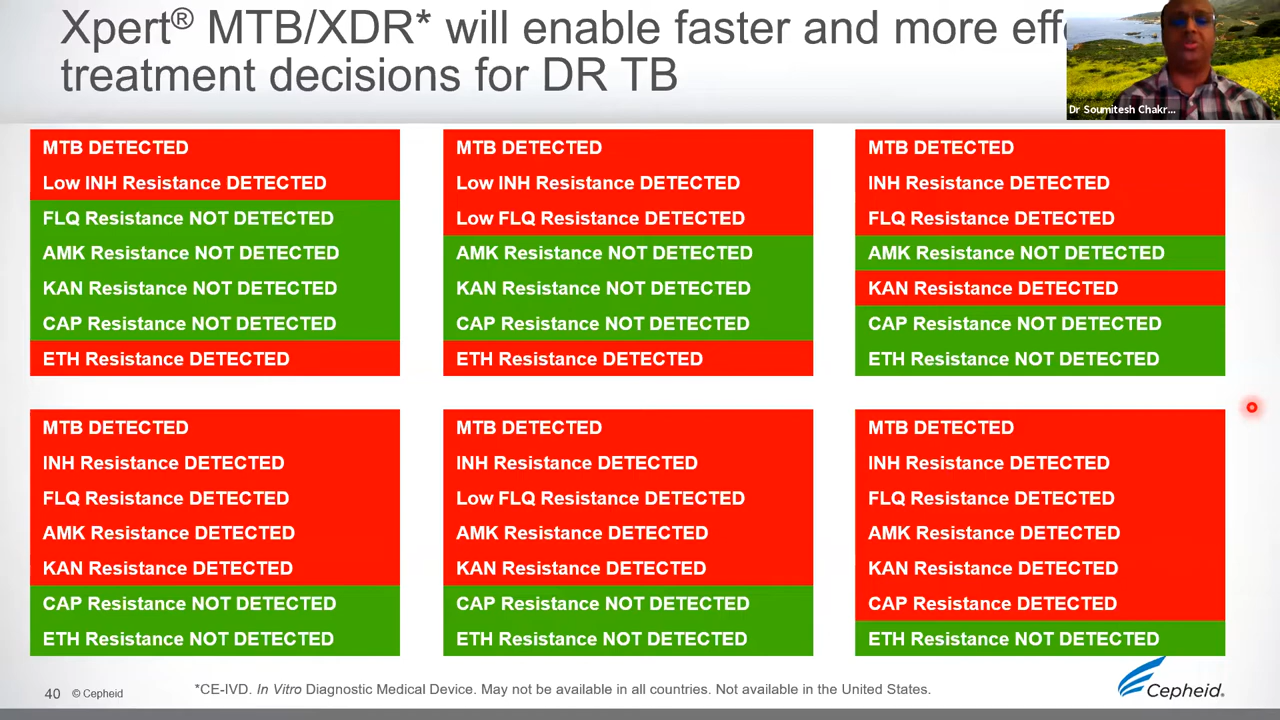 Xpert® MTB/XDR* will enable faster and more
treatment decisions for DR TB
Dr Soumitesh Chakr...
MTB DETECTED
Low INH Resistance DETECTED
FLQ Resistance NOT DETECTED
AMK Resistance NOT DETECTED
KAN Resistance NOT DETECTED
CAP Resistance NOT DETECTED
ETH Resistance DETECTED
MTB DETECTED
Low INH Resistance DETECTED
Low FLQ Resistance DETECTED
AMK Resistance NOT DETECTED
KAN Resistance NOT DETECTED
CAP Resistance NOT DETECTED
ETH Resistance DETECTED
MTB DETECTED
INH Resistance DETECTED
FLQ Resistance DETECTED
AMK Resistance NOT DETECTED
KAN Resistance DETECTED
CAP Resistance NOT DETECTED
ETH Resistance NOT DETECTED
MTB DETECTED
INH Resistance DETECTED
FLQ Resistance DETECTED
AMK Resistance DETECTED
KAN Resistance DETECTED
CAP Resistance NOT DETECTED
ETH Resistance NOT DETECTED
MTB DETECTED
INH Resistance DETECTED
Low FLQ Resistance DETECTED
AMK Resistance DETECTED
KAN Resistance DETECTED
CAP Resistance NOT DETECTED
ETH Resistance NOT DETECTED
MTB DETECTED
INH Resistance DETECTED
FLQ Resistance DETECTED
AMK Resistance DETECTED
KAN Resistance DETECTED
CAP Resistance DETECTED
ETH Resistance NOT DETECTED
40 © Cepheid
*CE-IVD. In Vitro Diagnostic Medical Device. May not be available in all countries. Not available in the United States.
Cepheid.